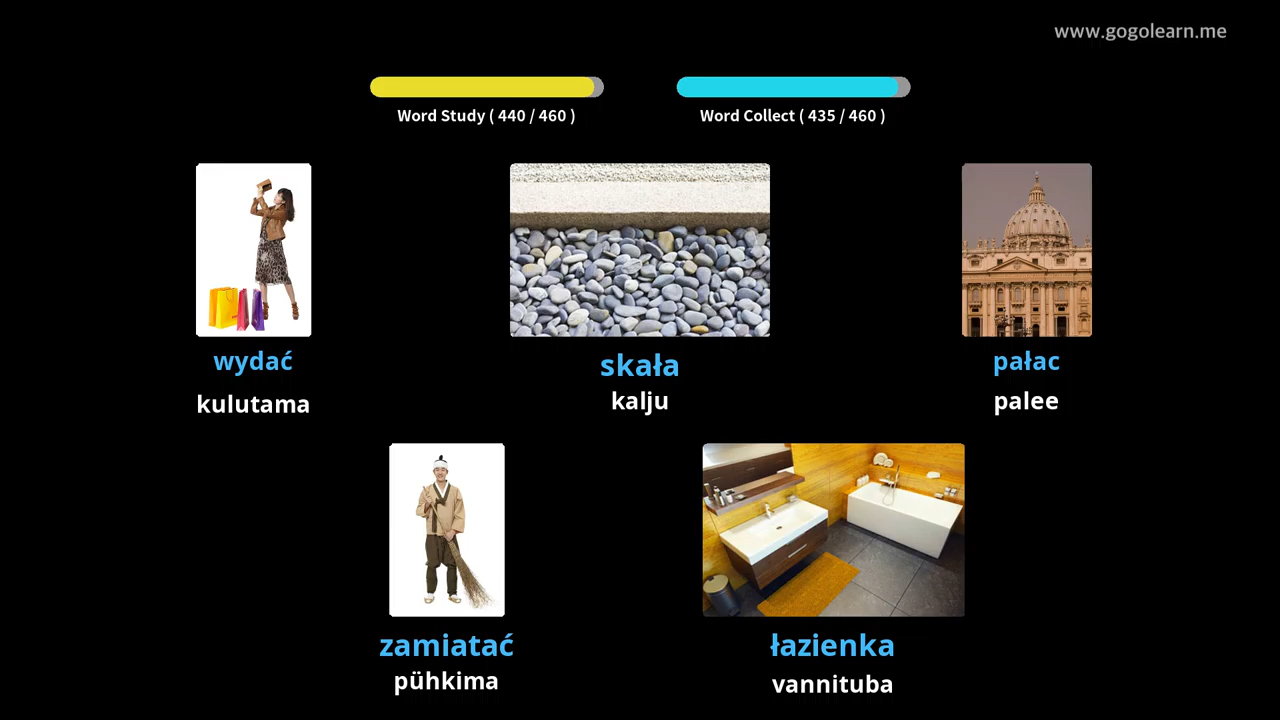 www.gogolearn.me
Word Study ( 440 / 460 )
Word Collect ( 435 / 460 )
wydać
kulutama
skała
kalju
pałac
palee
zamiatać
pühkima
łazienka
vannituba